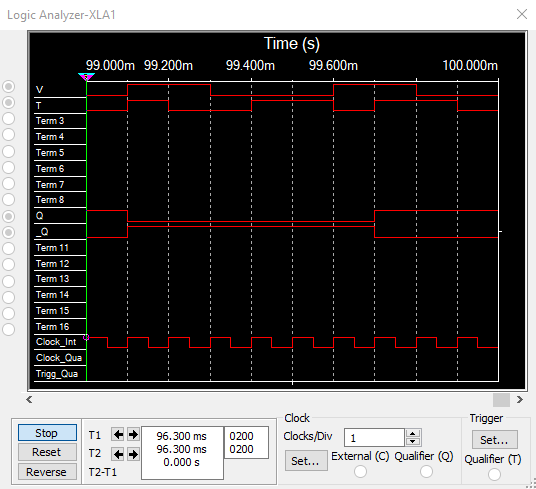 Logic Analyzer-XLA1
Time (s)
99.000m 99.200m 99.400m 99.600m 100.000m
V
T
Term 3
Term 4
Term 5
Term 6
Term 7
Term 8
Q
_Q
Term 11
Term 12
Term 13
Term 14
Term 15
Term 16
Clock_Int
Clock_Qua
Trigg_Qua
Stop
Reset
Reverse
T1 96.300 ms 0200
T2 96.300 ms 0200
T2-T1 0.000 s
Clock
Clocks/Div 1
Set... External (C) Qualifier (Q)
Trigger
Set...
Qualifier (T)